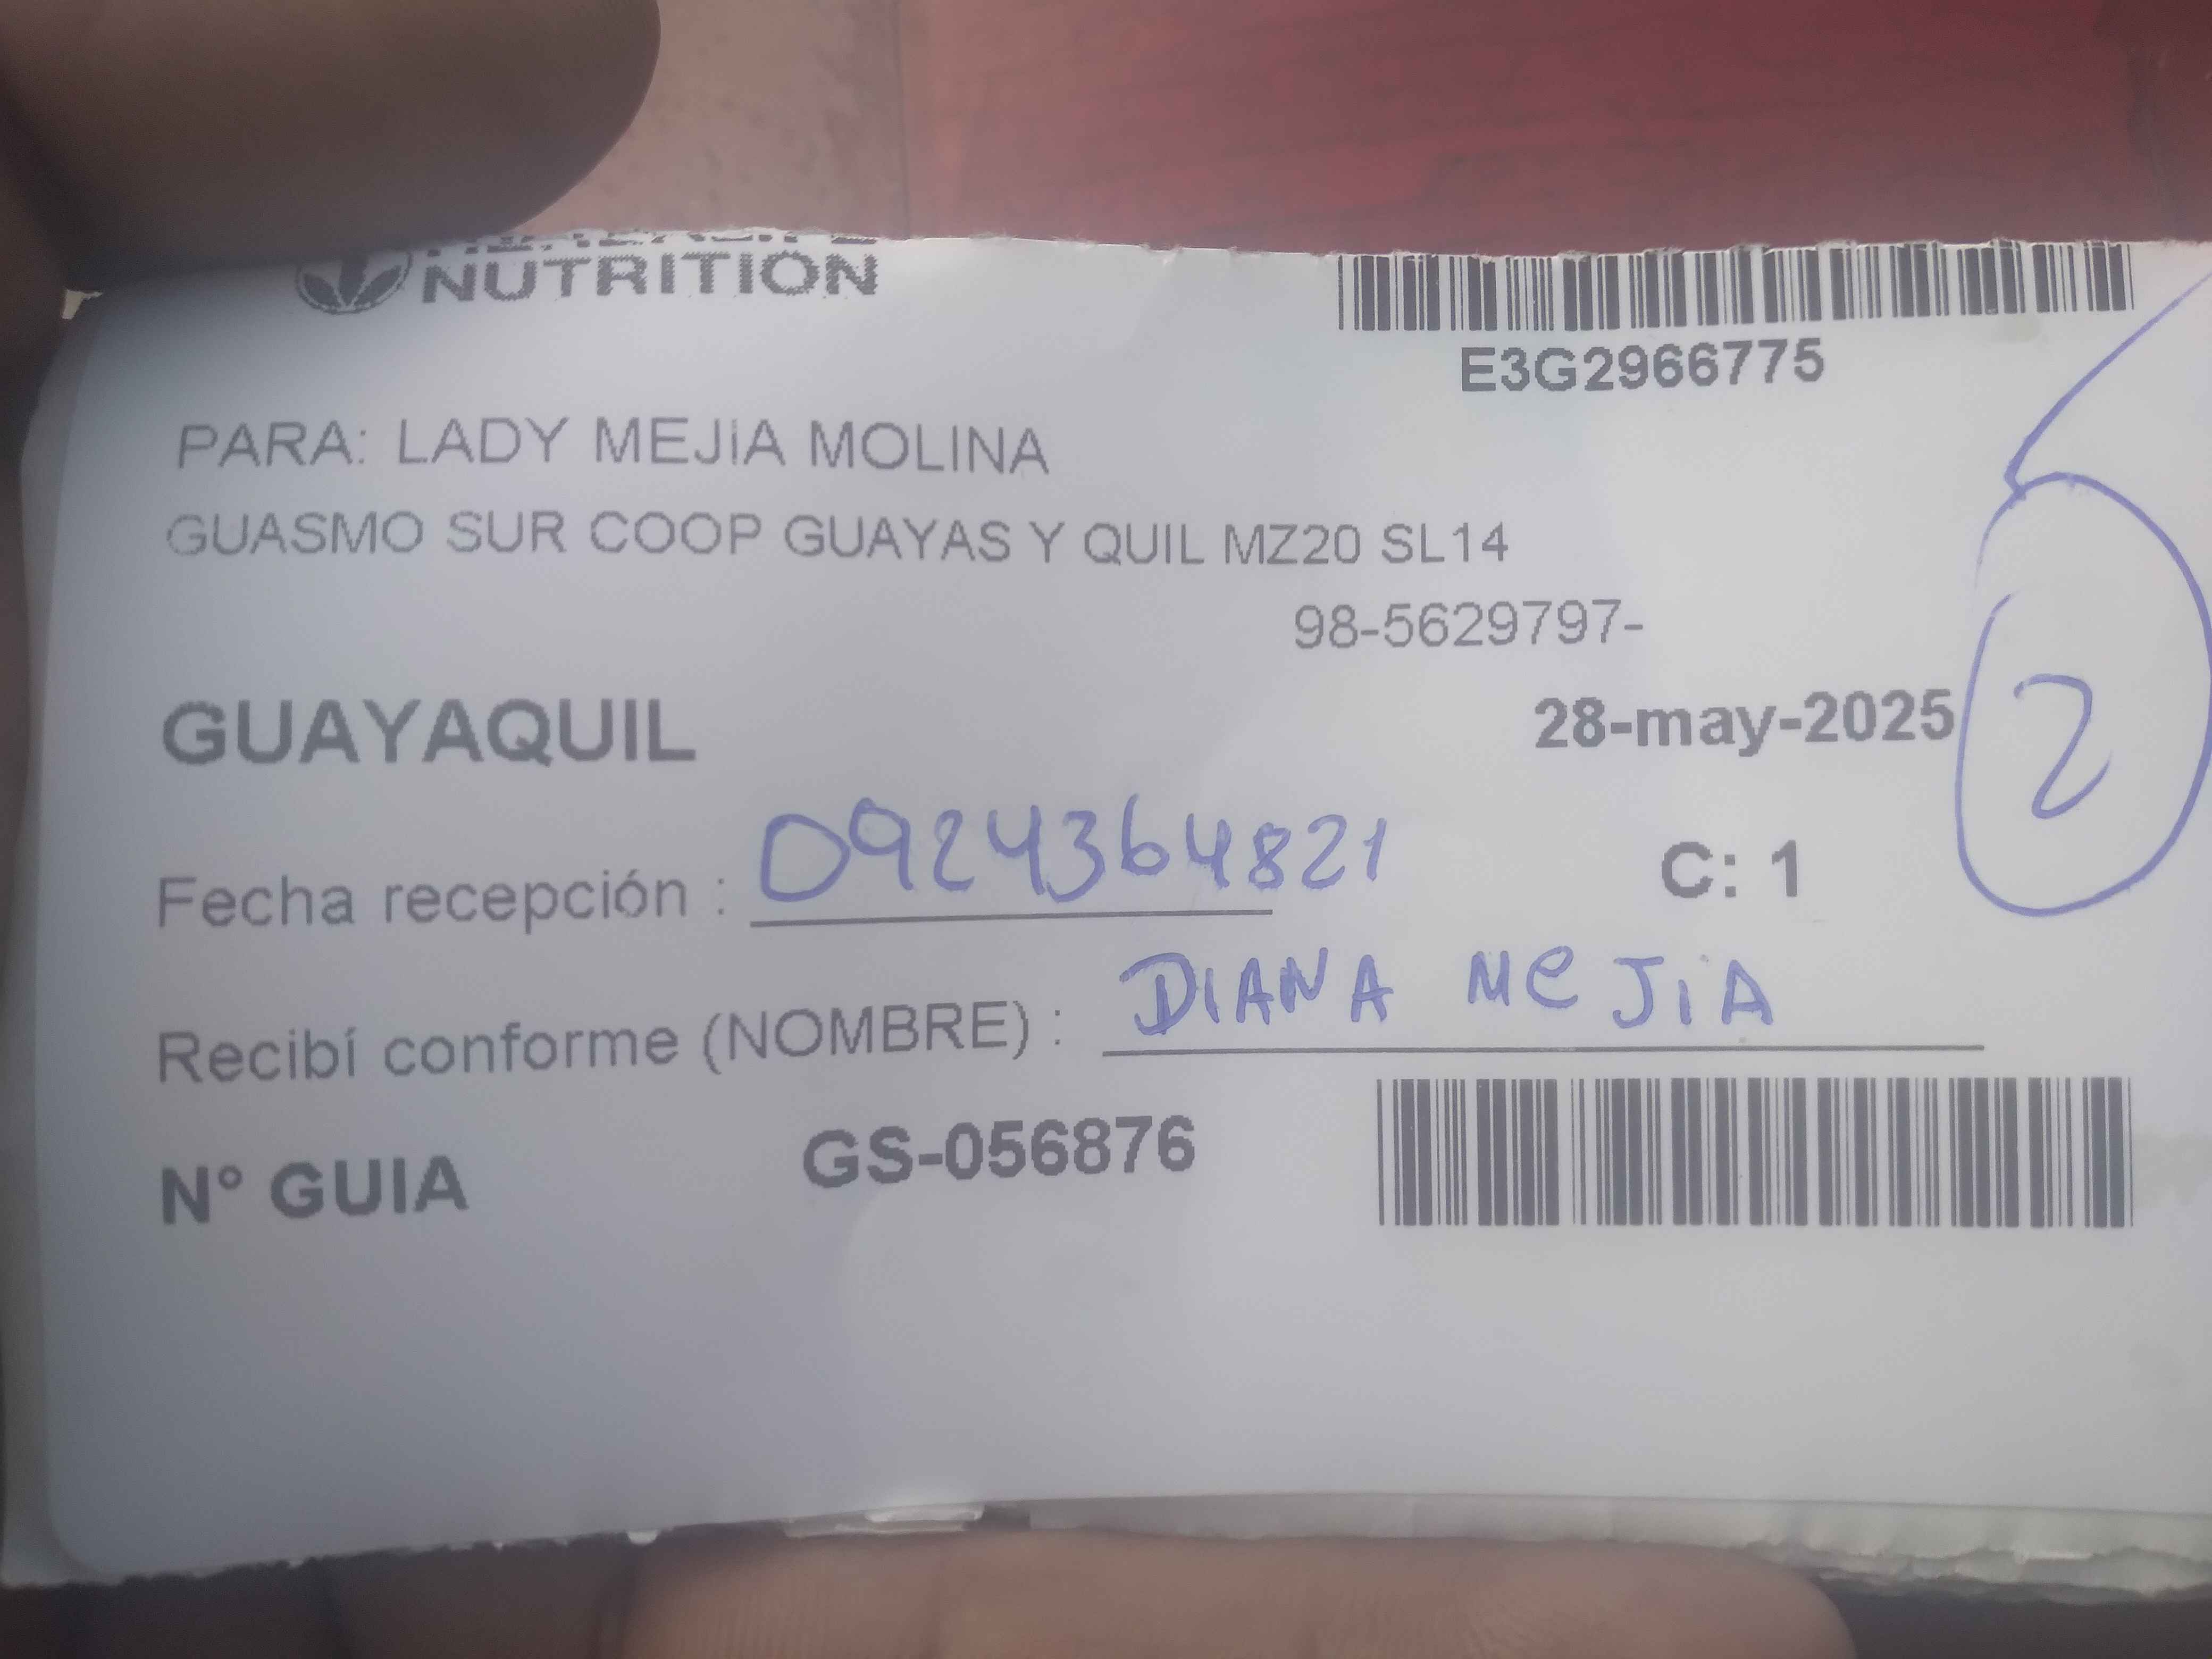 NUTRITION
E3G2966775
PARA: LADY MEJIA MOLINA
GUASMO SUR COOP GUAYAS Y QUIL MZ20 SL14
98-5629797-
GUAYAQUIL
28-may-2025
2
Fecha recepción : 0924364821
C: 1
Recibí conforme (NOMBRE) : DIANA MeJiA
N° GUIA GS-056876